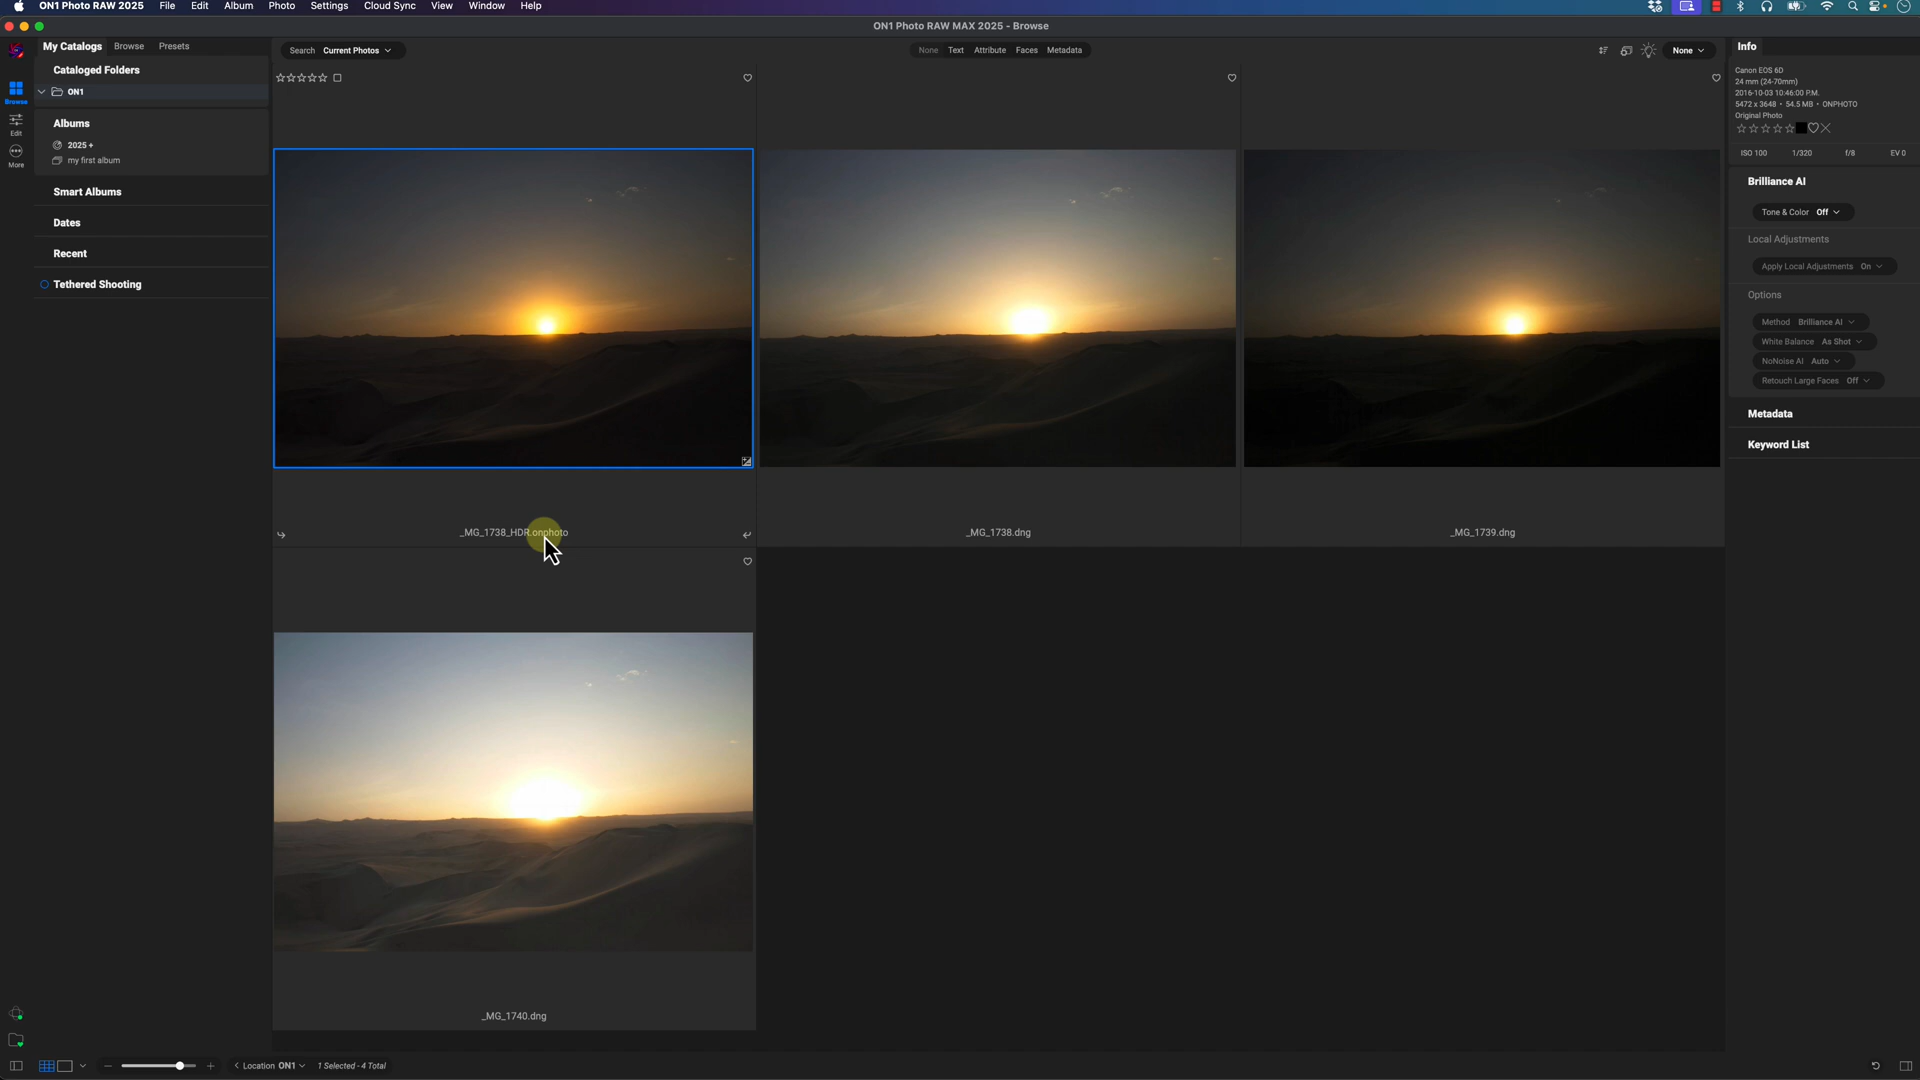 ON1 Photo RAW 2025 File Edit Album Photo Settings Cloud Sync View Window Help
ON1 Photo RAW MAX 2025 - Browse
My Catalogs Browse Presets
Cataloged Folders
ON1
Albums
2025 +
my first album
Smart Albums
Dates
Recent
Tethered Shooting
Browse
Edit
More
Search Current Photos
None Text Attribute Faces Metadata
None
_MG_1738_HDR.onphoto
_MG_1738.dng
_MG_1739.dng
_MG_1740.dng
Location ON1 1 Selected - 4 Total
Info
Canon EOS 6D
24 mm (24-70mm)
2016-10-03 10:46:00 P.M.
5472 x 3648 • 54.5 MB • ONPHOTO
Original Photo
ISO 100 1/320 f/8 EV 0
Brilliance AI
Tone & Color Off
Local Adjustments
Apply Local Adjustments On
Options
Method Brilliance AI
White Balance As Shot
NoNoise AI Auto
Retouch Large Faces Off
Metadata
Keyword List